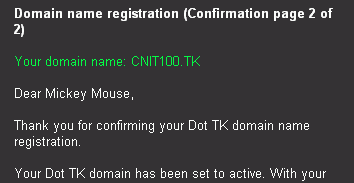 Domain name registration (Confirmation page 2 of
2)
Your domain name: CNIT100.TK
Dear Mickey Mouse,
Thank you for confirming your Dot TK domain name
registration.
Your Dot TK domain has been set to active. With your